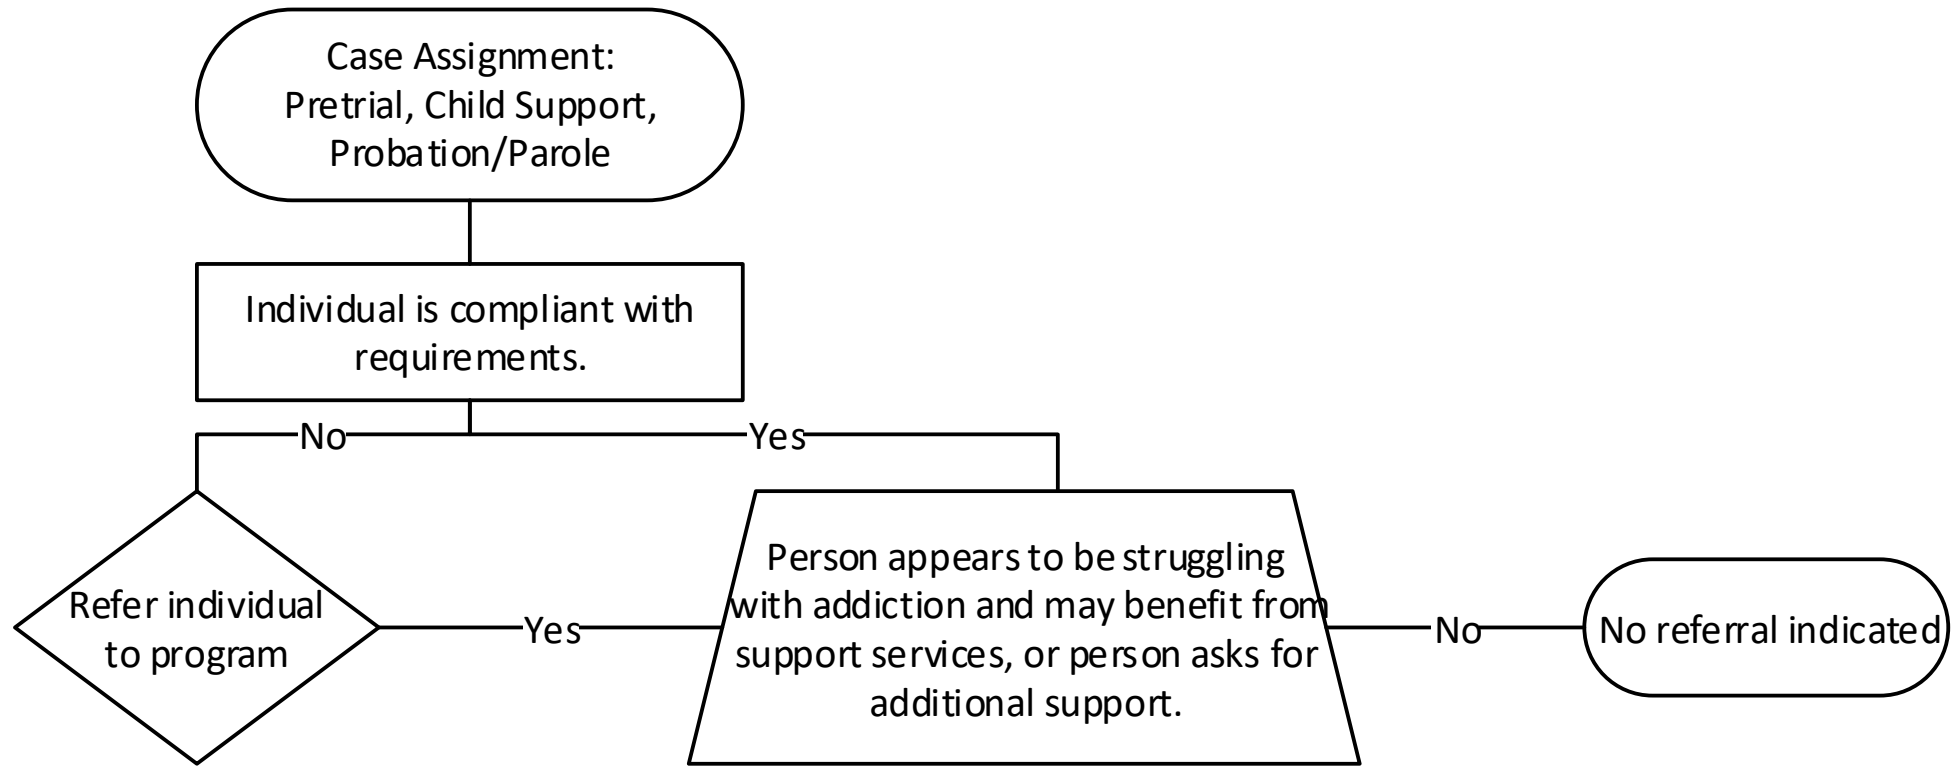 Case Assignment:
Pretrial, Child Support,
Probation/Parole
Individual is compliant with
requirements.
No
Yes
Refer individual
to program
Yes
Person appears to be struggling
with addiction and may benefit from
support services, or person asks for
additional support.
No
No referral indicated